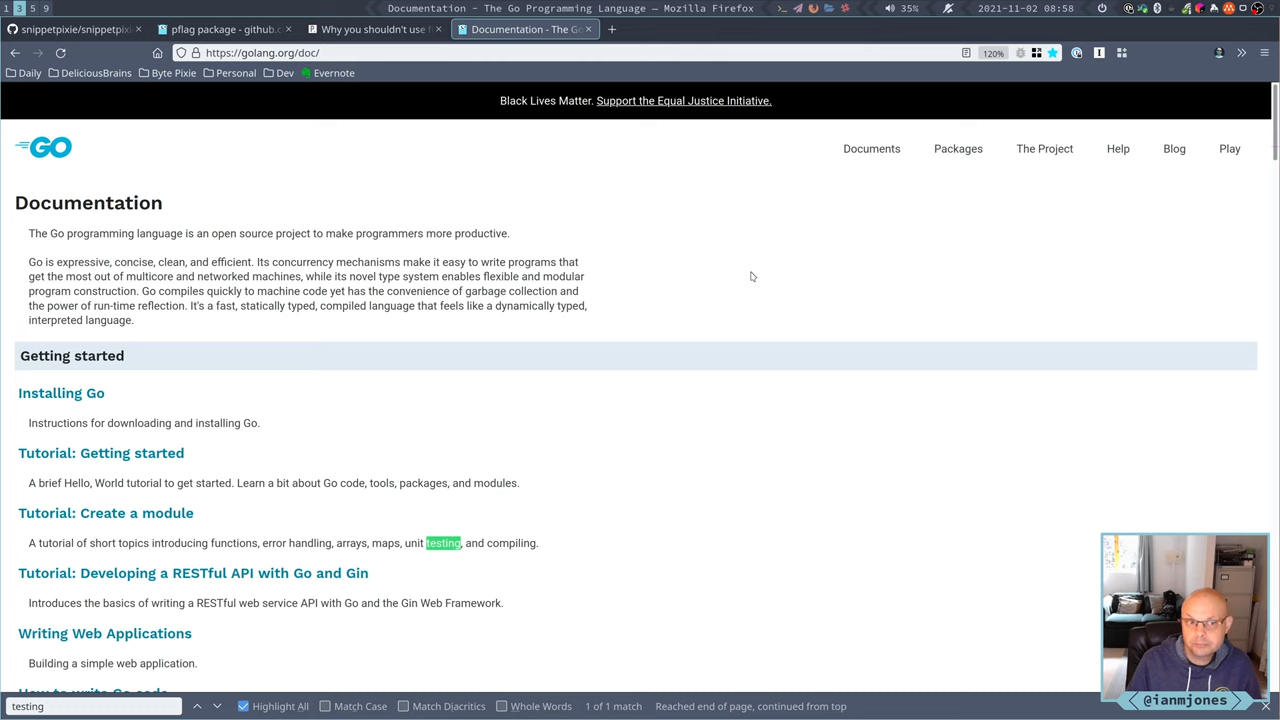 1 3 5 9
Documentation - The Go Programming Language — Mozilla Firefox
35%
2021-11-02 08:58
snippetpixie/snippetpixi
pflag package - github.c
Why you shouldn't use f
Documentation - The Go
https://golang.org/doc/
120%
Daily
DeliciousBrains
Byte Pixie
Personal
Dev
Evernote
Black Lives Matter. Support the Equal Justice Initiative.
GO
Documents
Packages
The Project
Help
Blog
Play
Documentation
The Go programming language is an open source project to make programmers more productive.
Go is expressive, concise, clean, and efficient. Its concurrency mechanisms make it easy to write programs that
get the most out of multicore and networked machines, while its novel type system enables flexible and modular
program construction. Go compiles quickly to machine code yet has the convenience of garbage collection and
the power of run-time reflection. It's a fast, statically typed, compiled language that feels like a dynamically typed,
interpreted language.
Getting started
Installing Go
Instructions for downloading and installing Go.
Tutorial: Getting started
A brief Hello, World tutorial to get started. Learn a bit about Go code, tools, packages, and modules.
Tutorial: Create a module
A tutorial of short topics introducing functions, error handling, arrays, maps, unit testing, and compiling.
Tutorial: Developing a RESTful API with Go and Gin
Introduces the basics of writing a RESTful web service API with Go and the Gin Web Framework.
Writing Web Applications
Building a simple web application.
How to write Go code
@ianmjones
testing
Highlight All
Match Case
Match Diacritics
Whole Words
1 of 1 match
Reached end of page, continued from top